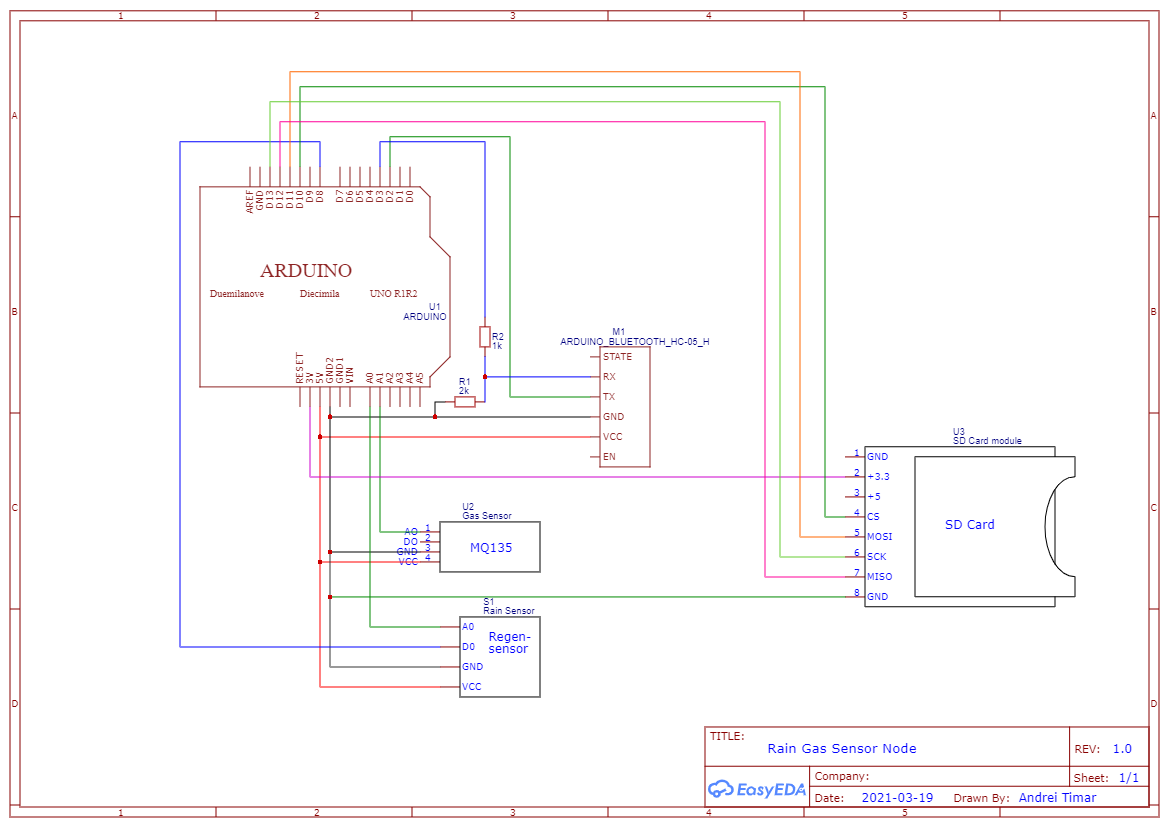 1 2 3 4 5
A A
B B
C C
D D
AREF GND D13 D12 D11 D10 D9 D8 D7 D6 D5 D4 D3 D2 D1 D0
ARDUINO
Duemilanove Diecimila UNO R1R2
U1
ARDUINO
RESET 3V 5V GND2 GND1 VIN A0 A1 A2 A3 A4 A5
R2
1k
R1
2k
M1
ARDUINO_BLUETOOTH_HC-05_H
STATE
RX
TX
GND
VCC
EN
U3
SD Card module
1 GND
2 +3.3
3 +5
4 CS
5 MOSI
6 SCK
7 MISO
8 GND
SD Card
U2
Gas Sensor
AO 1
DO 2
GND 3
VCC 4
MQ135
S1
Rain Sensor
A0
D0
GND
VCC
Regen-
sensor
TITLE:
Rain Gas Sensor Node
REV: 1.0
EasyEDA
Company:
Sheet: 1/1
Date: 2021-03-19 Drawn By: Andrei Timar
1 2 3 4 5